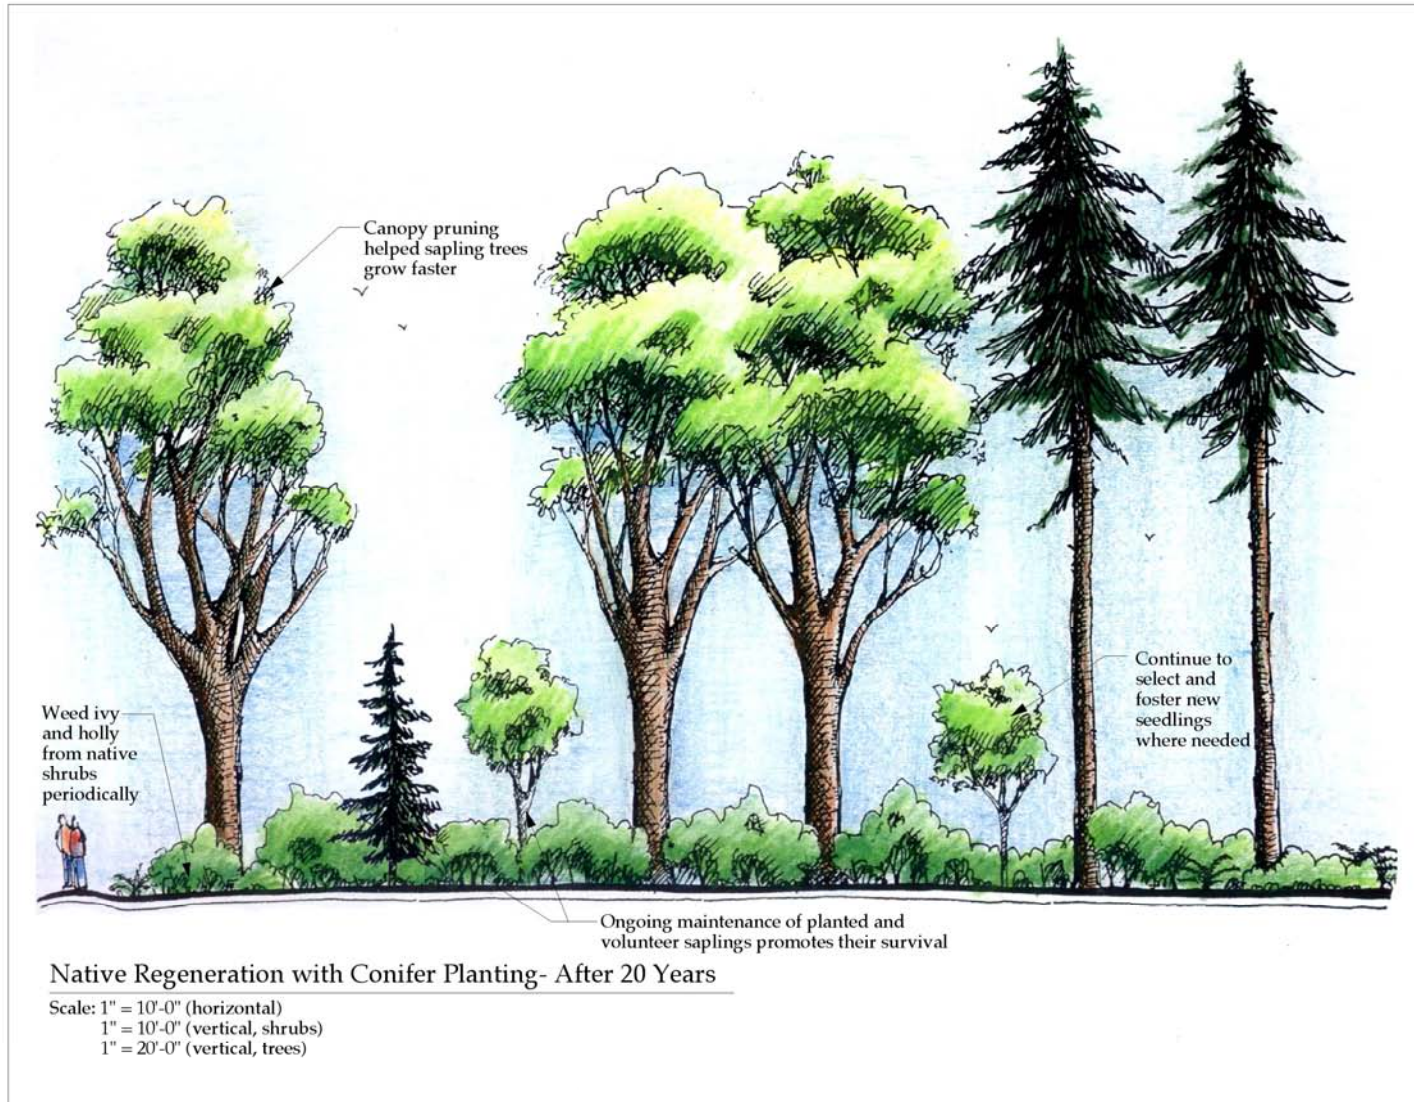 Canopy pruning
helped sapling trees
grow faster
Continue to
select and
foster new
seedlings
where needed
Weed ivy
and holly
from native
shrubs
periodically
Ongoing maintenance of planted and
volunteer saplings promotes their survival
Native Regeneration with Conifer Planting- After 20 Years
Scale: 1" = 10'-0" (horizontal)
1" = 10'-0" (vertical, shrubs)
1" = 20'-0" (vertical, trees)